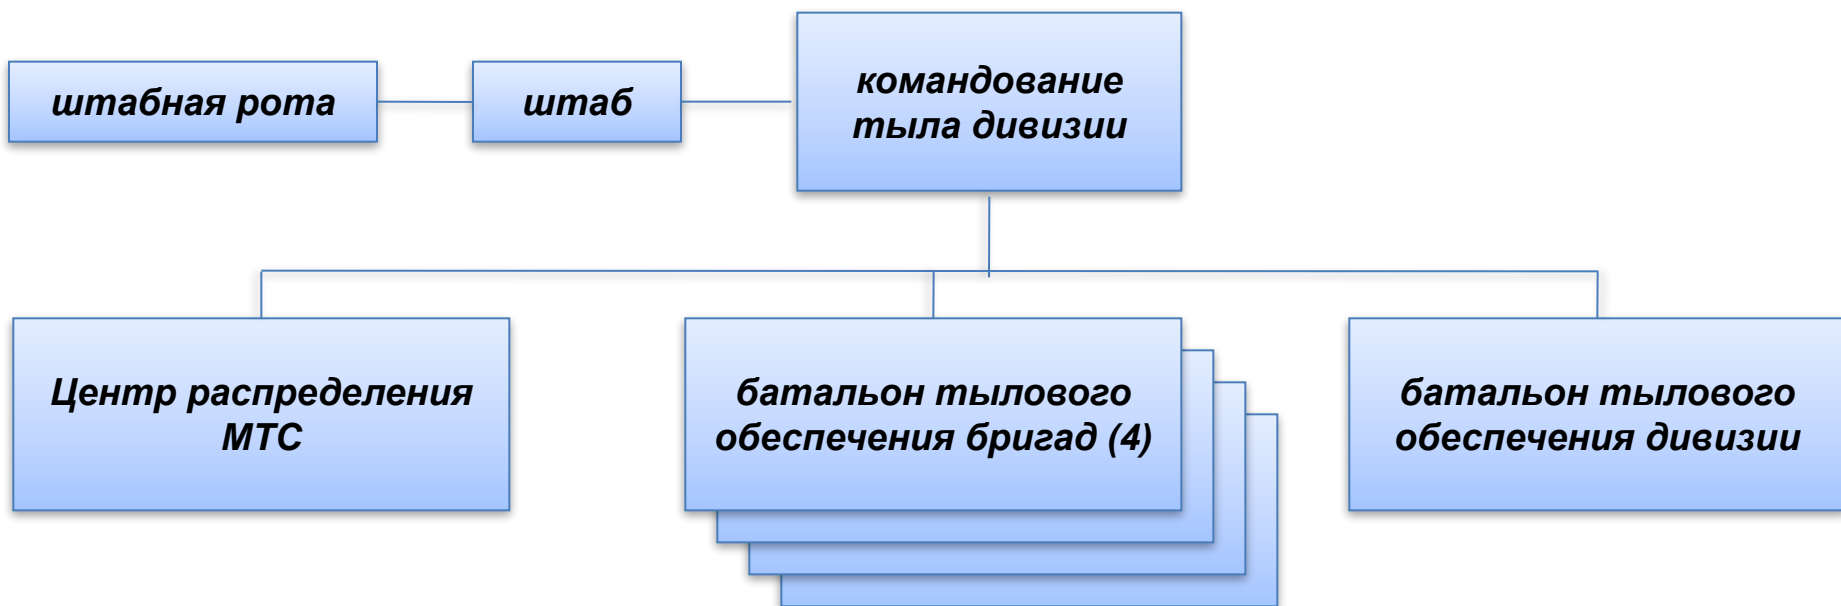 штабная рота
штаб
командование
тыла дивизии
Центр распределения
МТС
батальон тылового
обеспечения бригад (4)
батальон тылового
обеспечения дивизии